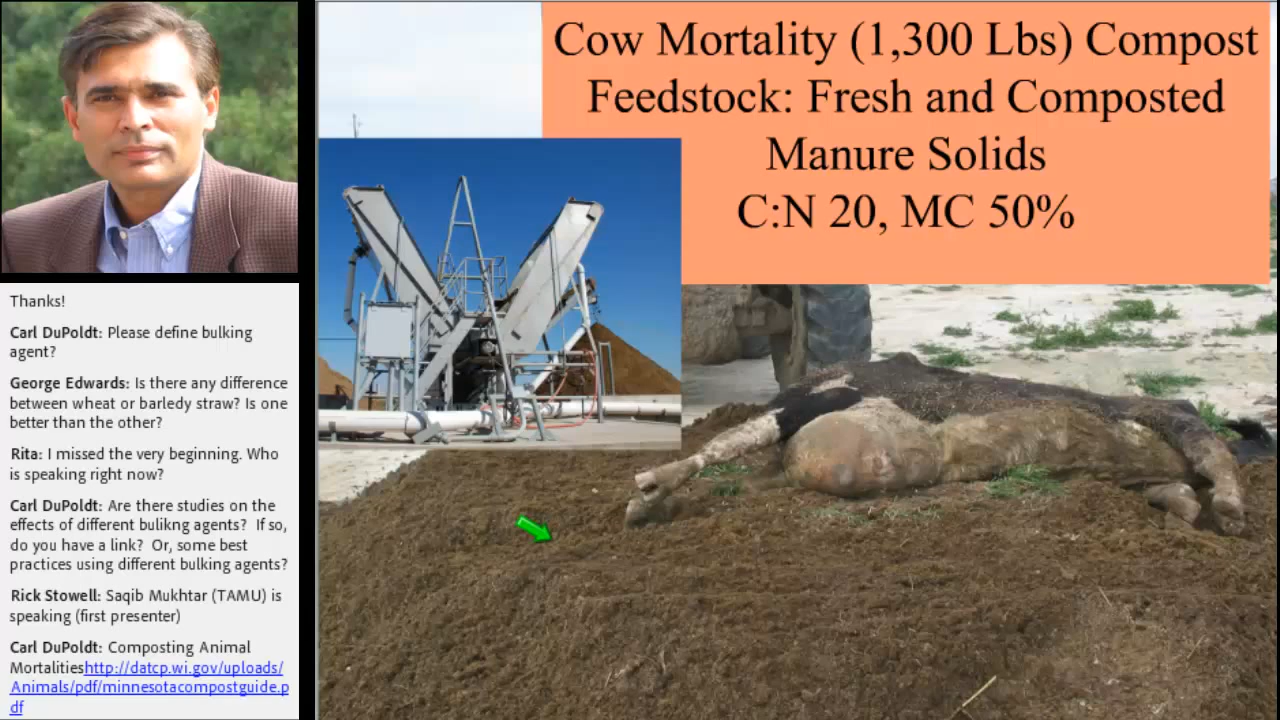 Cow Mortality (1,300 Lbs) Compost
Feedstock: Fresh and Composted
Manure Solids
C:N 20, MC 50%
Thanks!
Carl DuPoldt: Please define bulking
agent?
George Edwards: Is there any difference
between wheat or barledy straw? Is one
better than the other?
Rita: I missed the very beginning. Who
is speaking right now?
Carl DuPoldt: Are there studies on the
effects of different bulikng agents? If so,
do you have a link? Or, some best
practices using different bulking agents?
Rick Stowell: Saqib Mukhtar (TAMU) is
speaking (first presenter)
Carl DuPoldt: Composting Animal
Mortalitieshttp://datcp.wi.gov/uploads/
Animals/pdf/minnesotacompostguide.p
df